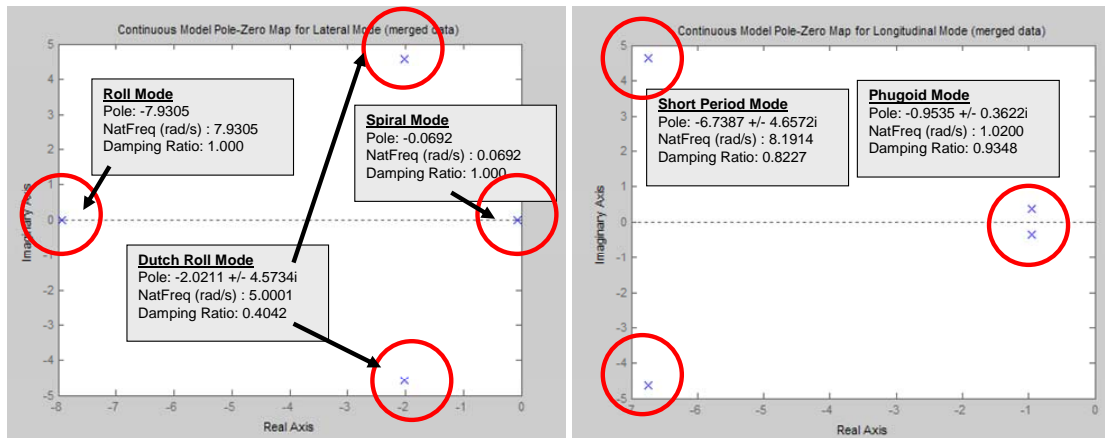 Continuous Model Pole-Zero Map for Lateral Mode (merged data)
5
4
3
2
1
0
-1
-2
-3
-4
-5
Imaginary Axis
Roll Mode
Pole: -7.9305
NatFreq (rad/s) : 7.9305
Damping Ratio: 1.000
Spiral Mode
Pole: -0.0692
NatFreq (rad/s) : 0.0692
Damping Ratio: 1.000
Dutch Roll Mode
Pole: -2.0211 +/- 4.5734i
NatFreq (rad/s) : 5.0001
Damping Ratio: 0.4042
-8 -7 -6 -5 -4 -3 -2 -1 0
Real Axis
Continuous Model Pole-Zero Map for Longitudinal Mode (merged data)
5
4
3
2
1
0
-1
-2
-3
-4
-5
Imaginary Axis
Short Period Mode
Pole: -6.7387 +/- 4.6572i
NatFreq (rad/s) : 8.1914
Damping Ratio: 0.8227
Phugoid Mode
Pole: -0.9535 +/- 0.3622i
NatFreq (rad/s) : 1.0200
Damping Ratio: 0.9348
-7 -6 -5 -4 -3 -2 -1 0
Real Axis